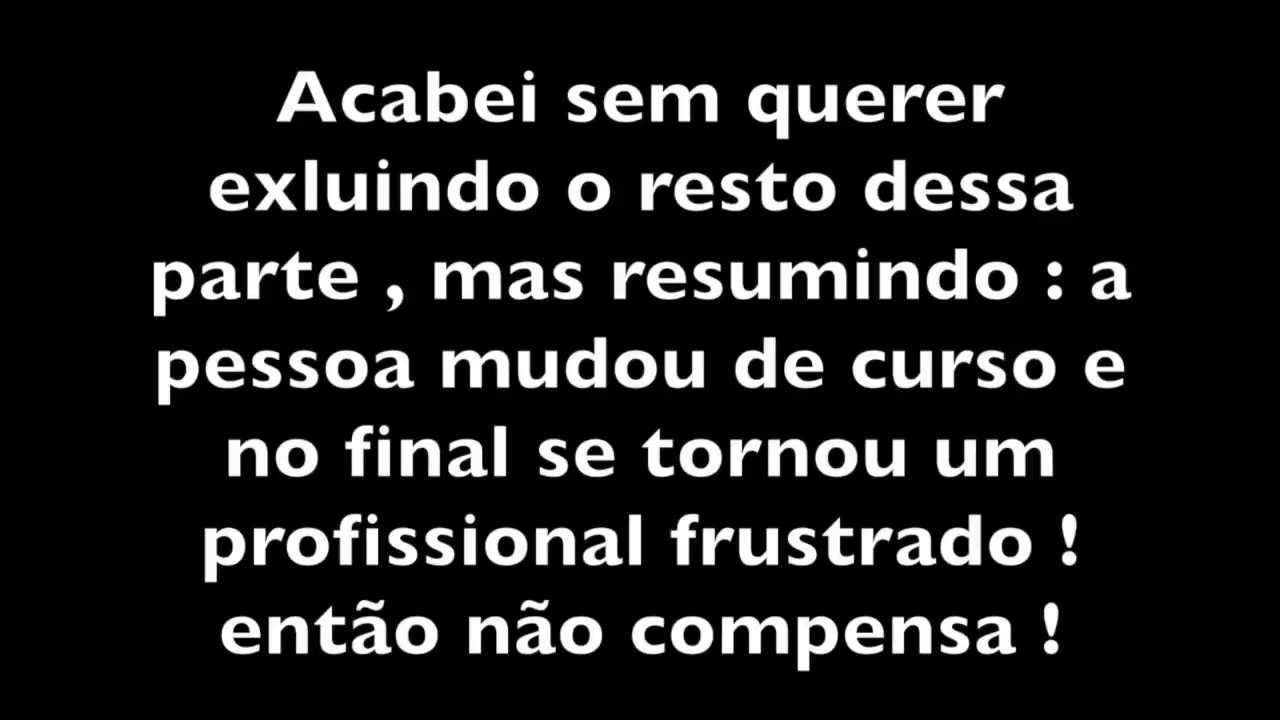 Acabei sem querer
exluindo o resto dessa
parte , mas resumindo : a
pessoa mudou de curso e
no final se tornou um
profissional frustrado !
então não compensa !